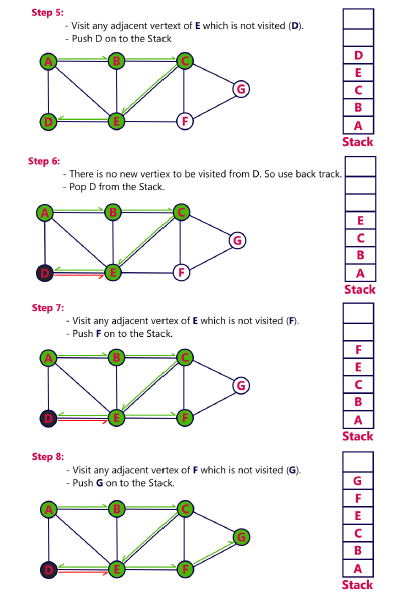 Step 5:
- Visit any adjacent vertext of E which is not visited (D).
- Push D on to the Stack
A B C
G
D E F
D
E
C
B
A
Stack
Step 6:
- There is no new vertiex to be visited from D. So use back track.
- Pop D from the Stack.
A B C
G
D E F
E
C
B
A
Stack
Step 7:
- Visit any adjacent vertex of E which is not visited (F).
- Push F on to the Stack.
A B C
G
D E F
F
E
C
B
A
Stack
Step 8:
- Visit any adjacent vertex of F which is not visited (G).
- Push G on to the Stack.
A B C
G
D E F
G
F
E
C
B
A
Stack